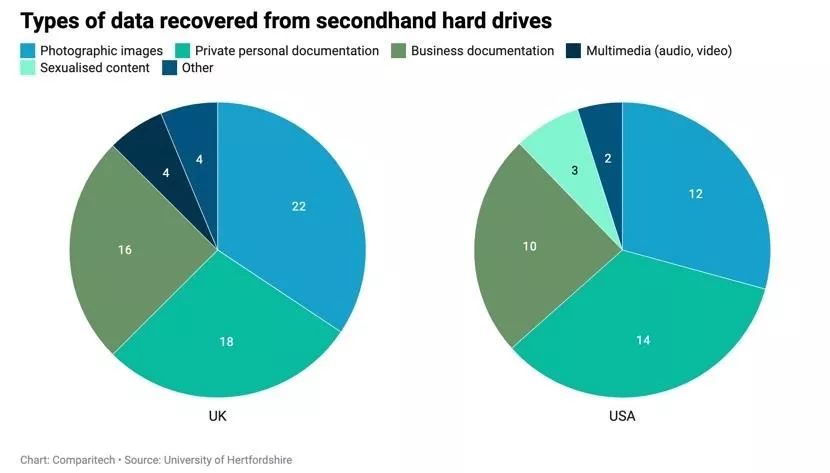 Types of data recovered from secondhand hard drives
Photographic images Private personal documentation Business documentation Multimedia (audio, video)
Sexualised content Other
4 4 22 16 18
3 2 12 10 14
UK USA
Chart: Comparitech • Source: University of Hertfordshire